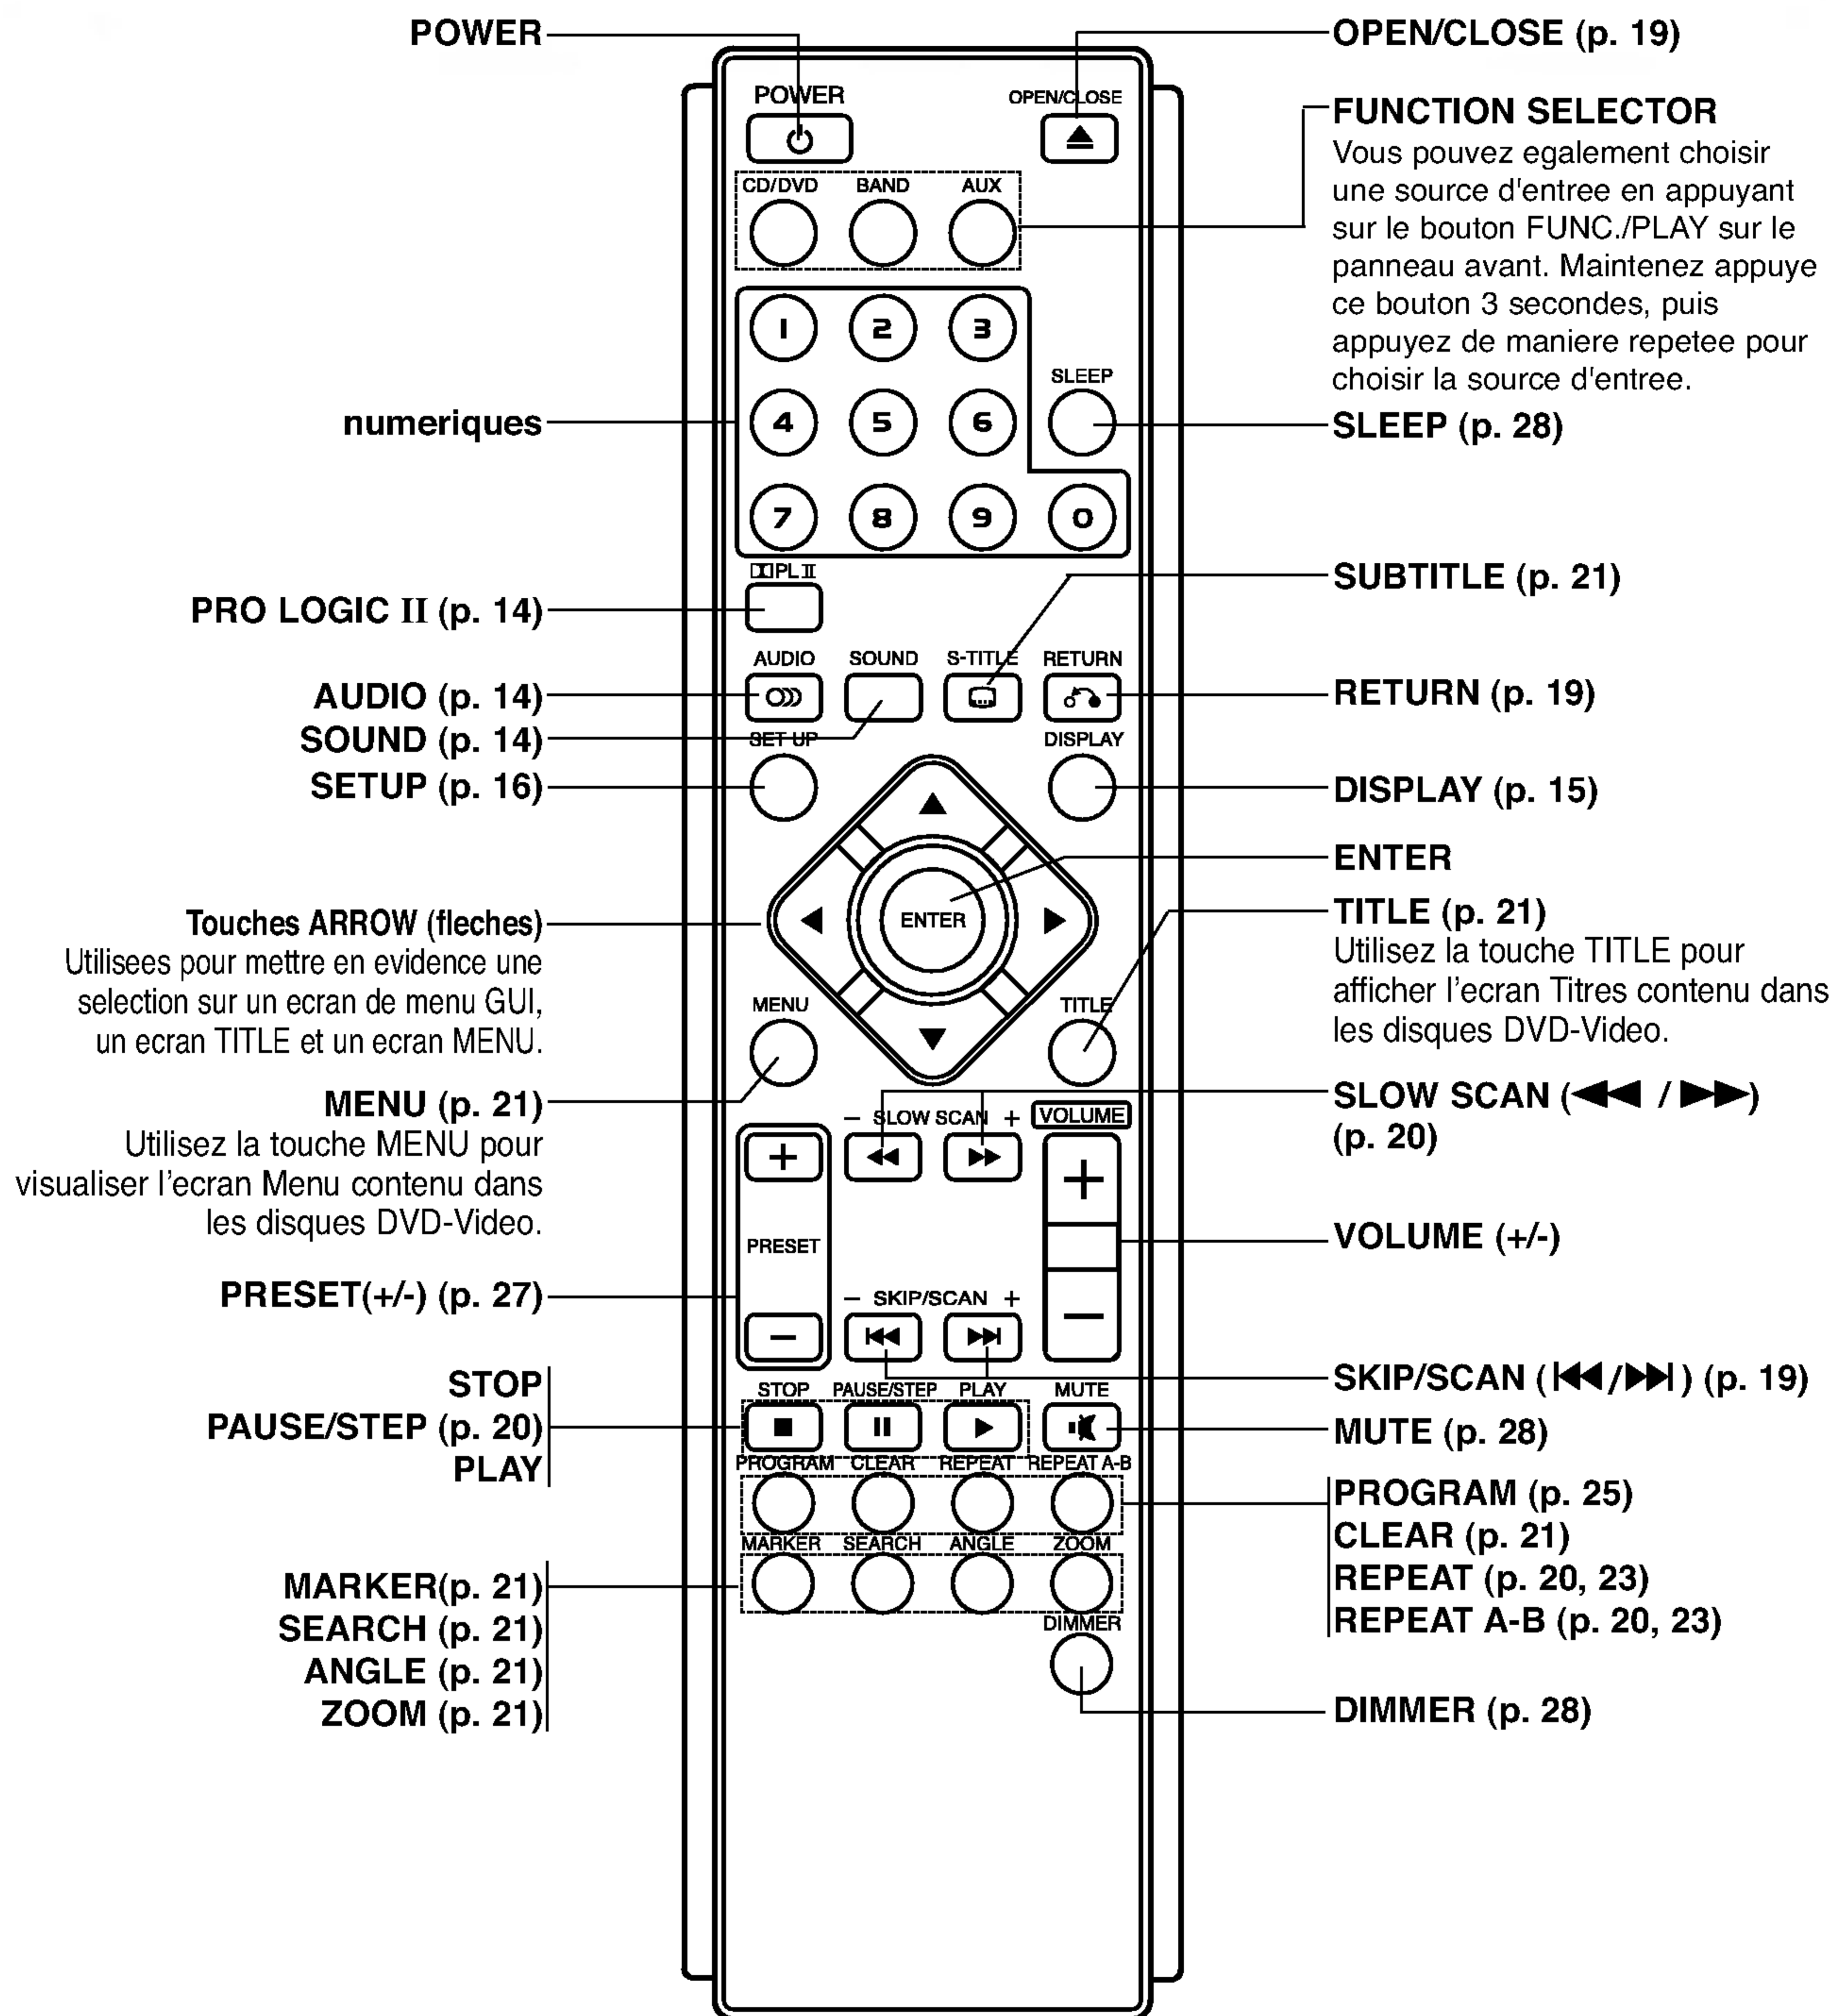 POWER
OPEN/CLOSE (p. 19)
POWER
OPEN/CLOSE
FUNCTION SELECTOR
Vous pouvez egalement choisir
une source d'entree en appuyant
sur le bouton FUNC./PLAY sur le
panneau avant. Maintenez appuye
ce bouton 3 secondes, puis
appuyez de maniere repetee pour
choisir la source d'entree.
CD/DVD BAND AUX
1 2 3
numeriques
4 5 6
SLEEP
SLEEP (p. 28)
7 8 9 0
PL II
PRO LOGIC II (p. 14)
SUBTITLE (p. 21)
AUDIO SOUND S-TITLE RETURN
AUDIO (p. 14)
RETURN (p. 19)
SOUND (p. 14)
SET UP
DISPLAY
SETUP (p. 16)
DISPLAY (p. 15)
ENTER
ENTER
Touches ARROW (fleches)
Utilisees pour mettre en evidence une
selection sur un ecran de menu GUI,
un ecran TITLE et un ecran MENU.
TITLE (p. 21)
Utilisez la touche TITLE pour
afficher l'ecran Titres contenu dans
les disques DVD-Video.
MENU
TITLE
MENU (p. 21)
Utilisez la touche MENU pour
visualiser l'ecran Menu contenu dans
les disques DVD-Video.
SLOW SCAN (◀◀ / ▶▶)
(p. 20)
– SLOW SCAN +
VOLUME
+
+
PRESET
VOLUME (+/-)
PRESET(+/-) (p. 27)
– SKIP/SCAN +
–
–
SKIP/SCAN (|◀◀/▶▶|) (p. 19)
STOP
PAUSE/STEP (p. 20)
PLAY
STOP PAUSE/STEP PLAY MUTE
MUTE (p. 28)
PROGRAM CLEAR REPEAT REPEAT A-B
PROGRAM (p. 25)
CLEAR (p. 21)
REPEAT (p. 20, 23)
REPEAT A-B (p. 20, 23)
MARKER SEARCH ANGLE ZOOM
MARKER(p. 21)
SEARCH (p. 21)
ANGLE (p. 21)
ZOOM (p. 21)
DIMMER
DIMMER (p. 28)